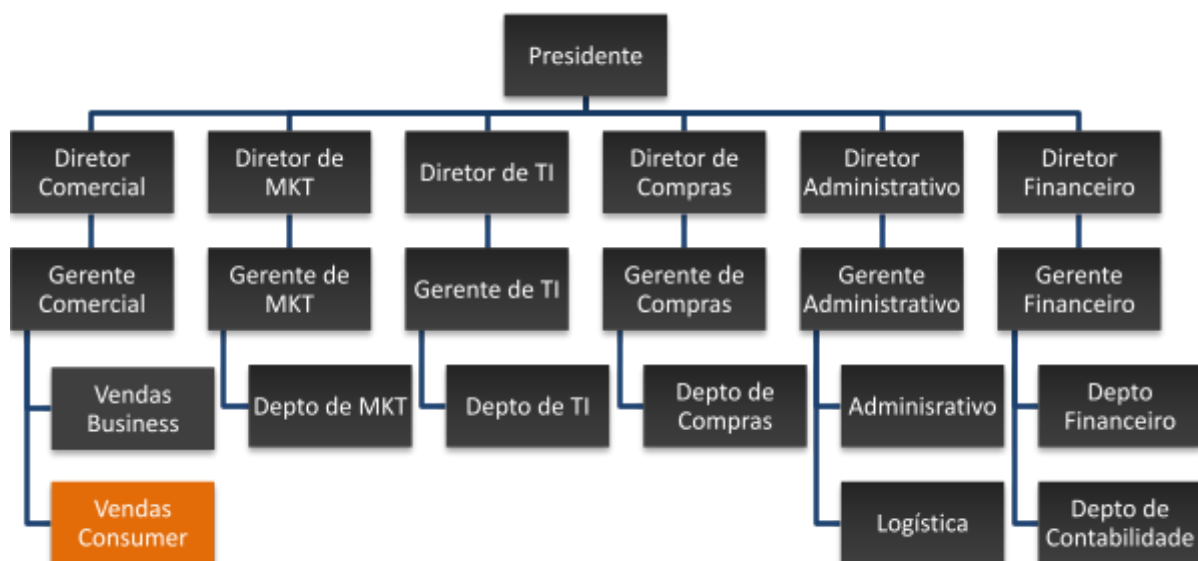 Presidente
Diretor
Comercial
Diretor de
MKT
Diretor de TI
Diretor de
Compras
Diretor
Administrativo
Diretor
Financeiro
Gerente
Comercial
Gerente de
MKT
Gerente de TI
Gerente de
Compras
Gerente
Administrativo
Gerente
Financeiro
Vendas
Business
Depto de MKT
Depto de TI
Depto de
Compras
Adminisrativo
Depto
Financeiro
Vendas
Consumer
Logística
Depto de
Contabilidade